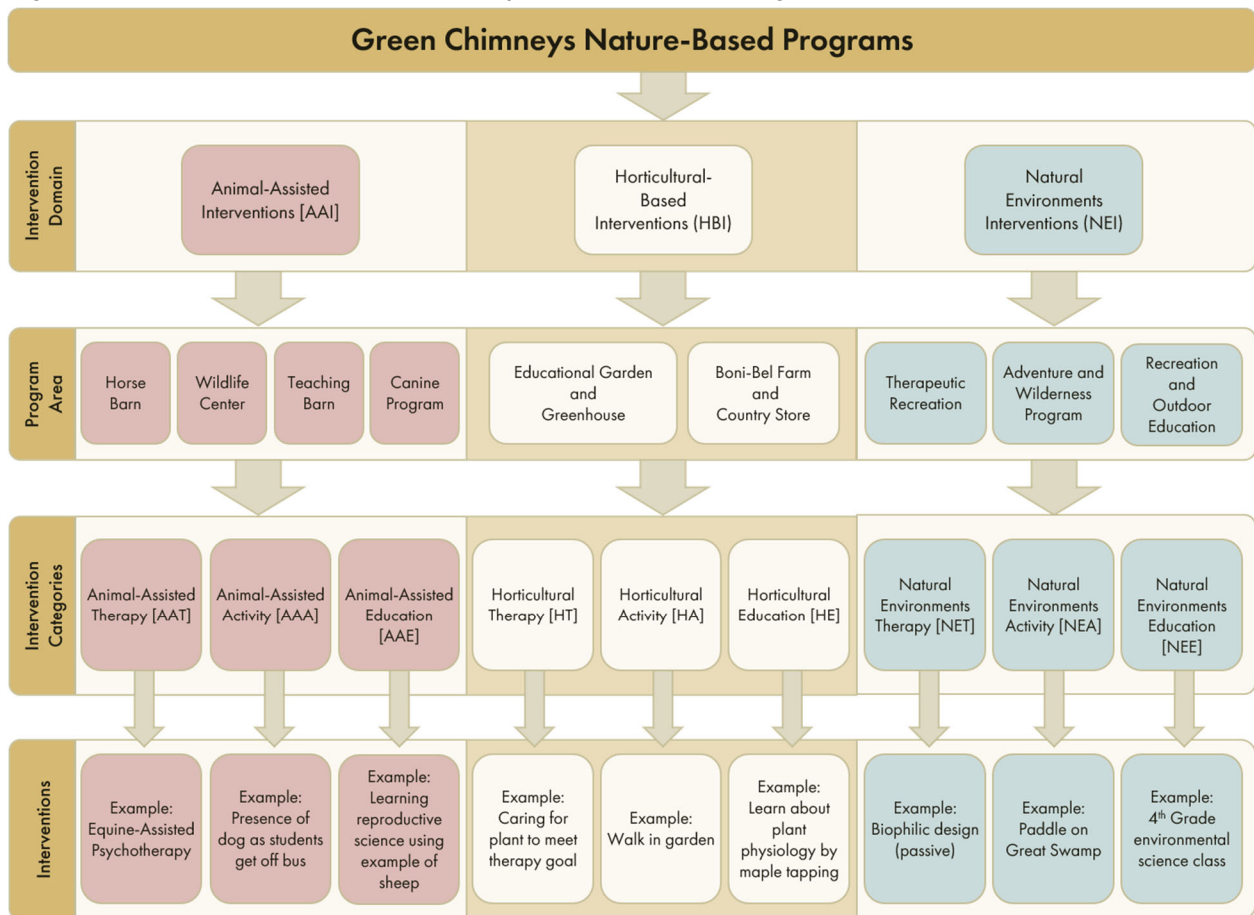 Green Chimneys Nature-Based Programs
Intervention
Domain
Animal-Assisted
Interventions [AAI]
Horticultural-
Based
Interventions (HBI)
Natural
Environments
Interventions (NEI)
Program
Area
Horse
Barn
Wildlife
Center
Teaching
Barn
Canine
Program
Educational Garden
and
Greenhouse
Boni-Bel Farm
and
Country Store
Therapeutic
Recreation
Adventure and
Wilderness
Program
Recreation
and
Outdoor
Education
Intervention
Categories
Animal-Assisted
Therapy [AAT]
Animal-Assisted
Activity [AAA]
Animal-Assisted
Education
[AAE]
Horticultural
Therapy [HT]
Horticultural
Activity [HA]
Horticultural
Education [HE]
Natural
Environments
Therapy [NET]
Natural
Environments
Activity [NEA]
Natural
Environments
Education
[NEE]
Interventions
Example:
Equine-Assisted
Psychotherapy
Example:
Presence of
dog as students
get off bus
Example:
Learning
reproductive
science using
example of
sheep
Example:
Caring for
plant to meet
therapy goal
Example:
Walk in garden
Example:
Learn about
plant
physiology by
maple tapping
Example:
Biophilic design
(passive)
Example:
Paddle on
Great Swamp
Example:
4th Grade
environmental
science class